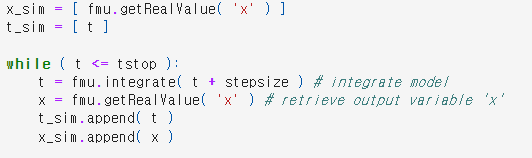 x_sim = [ fmu.getRealValue( 'x' ) ]
t_sim = [ t ]
while ( t <= tstop ):
t = fmu.integrate( t + stepsize ) # integrate model
x = fmu.getRealValue( 'x' ) # retrieve output variable 'x'
t_sim.append( t )
x_sim.append( x )